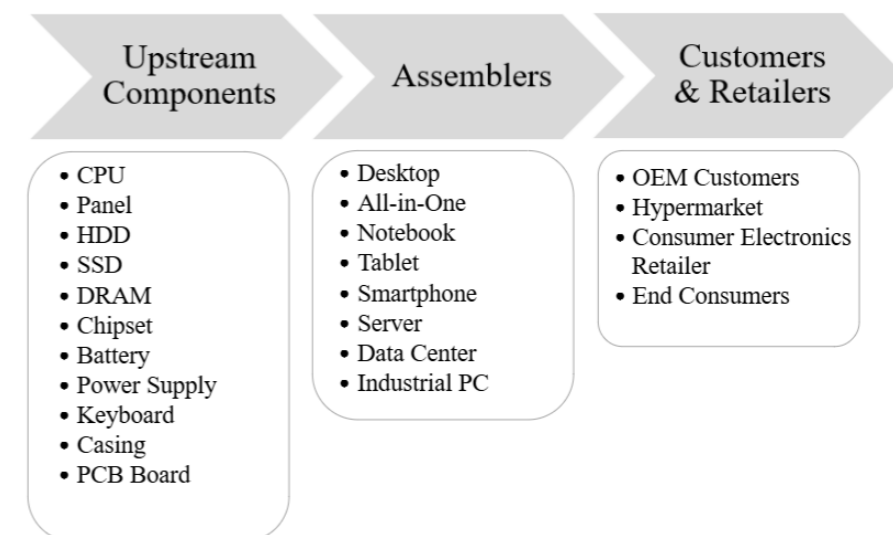 Upstream
Components
Assemblers
Customers
& Retailers
• CPU
• Panel
• HDD
• SSD
• DRAM
• Chipset
• Battery
• Power Supply
• Keyboard
• Casing
• PCB Board
• Desktop
• All-in-One
• Notebook
• Tablet
• Smartphone
• Server
• Data Center
• Industrial PC
• OEM Customers
• Hypermarket
• Consumer Electronics
Retailer
• End Consumers